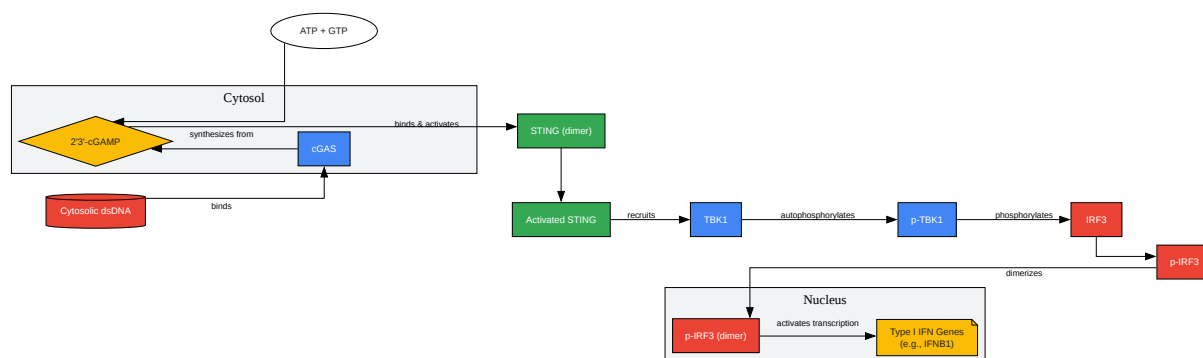 ATP + GTP
Cytosol
binds & activates
STING (dimer)
synthesizes from
2'3'-cGAMP
cGAS
Cytosolic dsDNA
binds
Activated STING
recruits
TBK1
autophosphorylates
p-TBK1
phosphorylates
IRF3
p-IRF3
dimerizes
Nucleus
p-IRF3 (dimer)
activates transcription
Type I IFN Genes
(e.g., IFNB1)